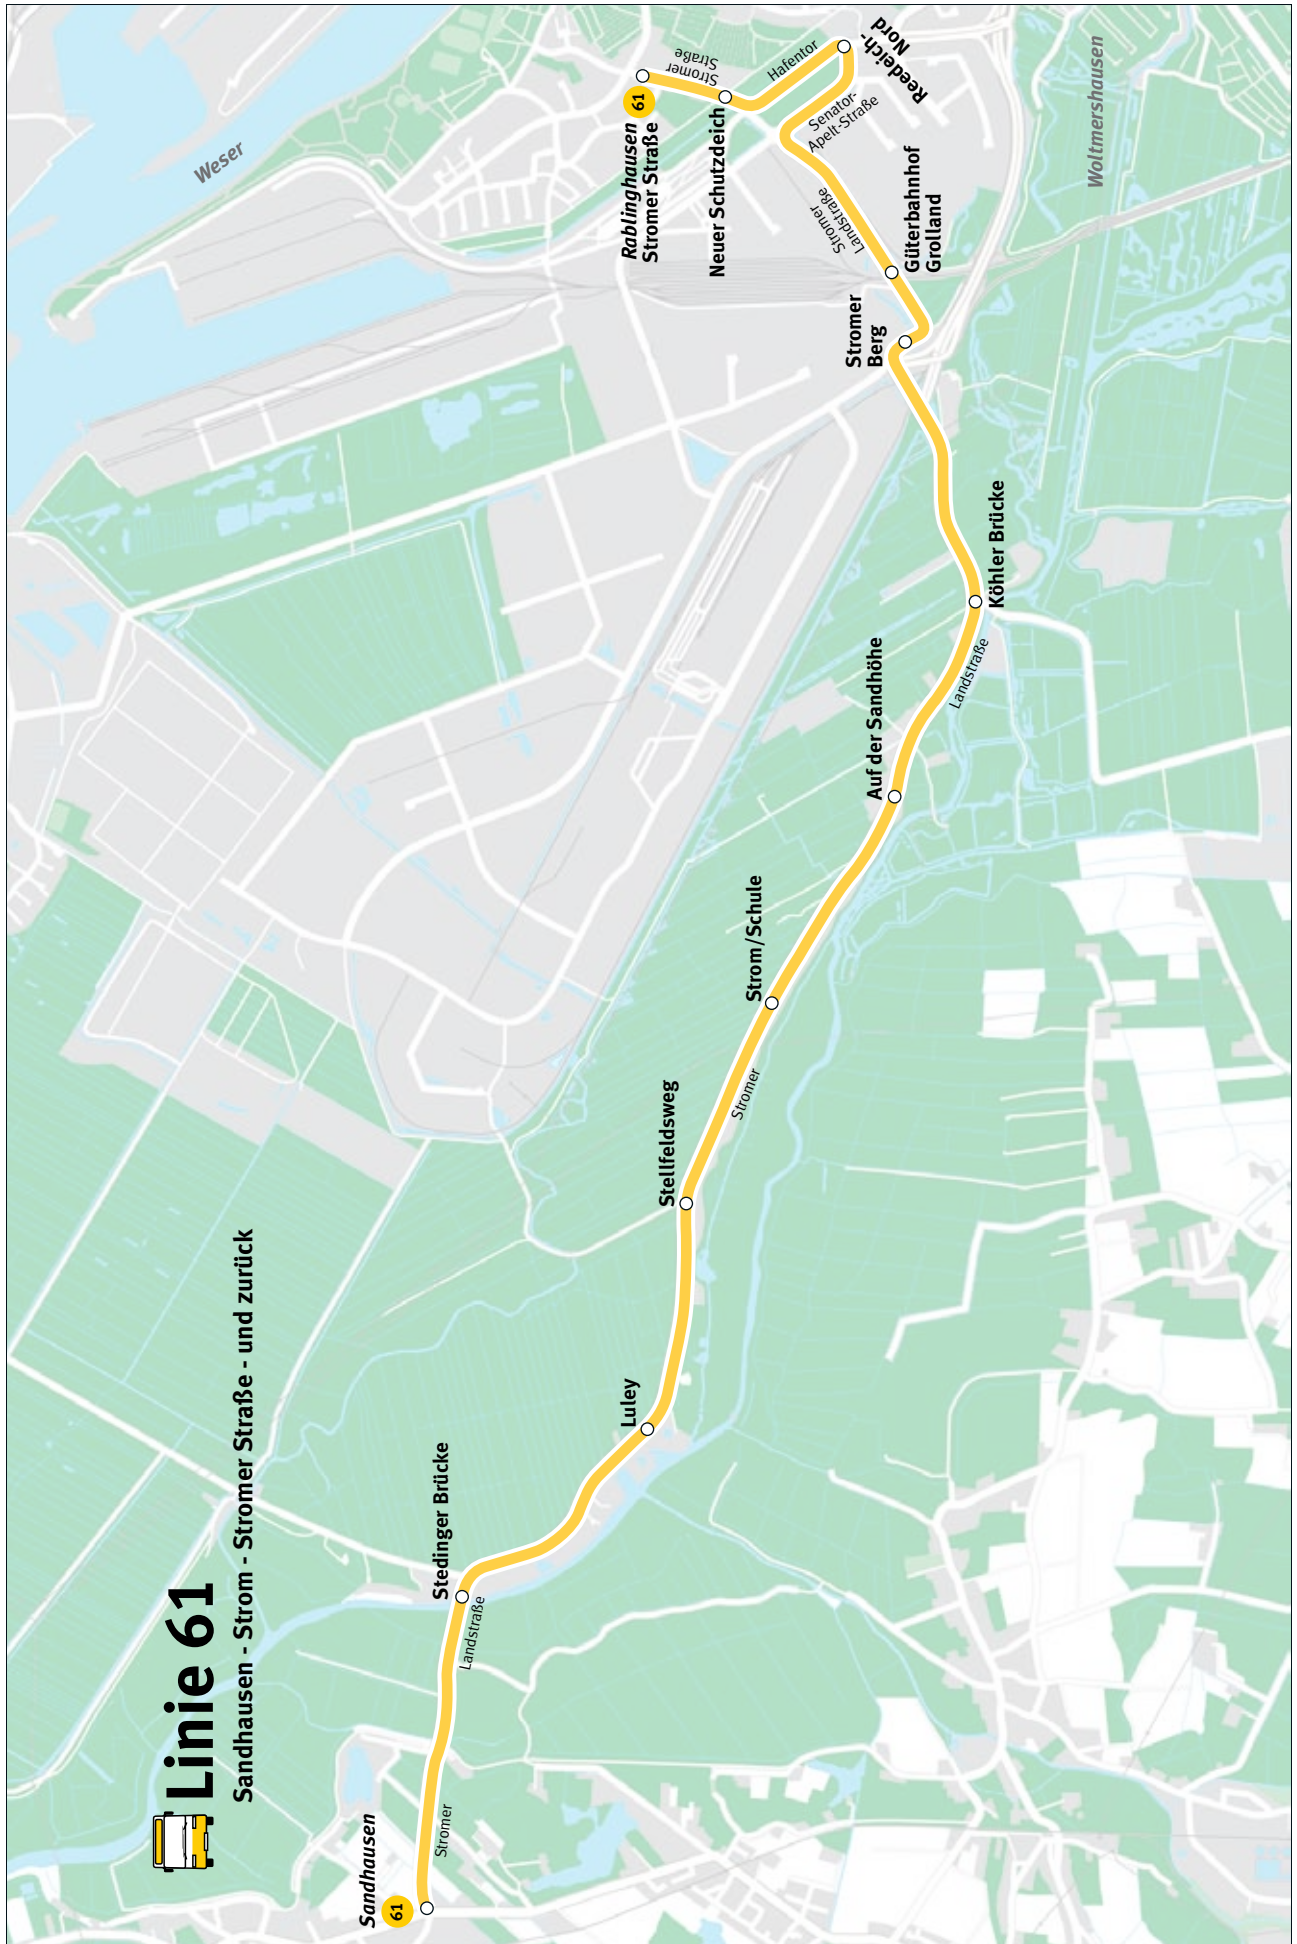 Linie 61
Sandhausen - Strom - Stromer Straße - und zurück
Sandhausen
61
Stromer
Landstraße
Stedinger Brücke
Luley
Stellfeldsweg
Stromer
Strom/Schule
Auf der Sandhöhe
Landstraße
Köhler Brücke
Stromer
Berg
Güterbahnhof
Grolland
Stromer
Landstraße
Senator-
Apelt-Straße
Reedeich-
Nord
Hafentor
Neuer Schutzdeich
Stromer
Straße
Rablinghausen
Stromer Straße
61
Weser
Woltmershausen